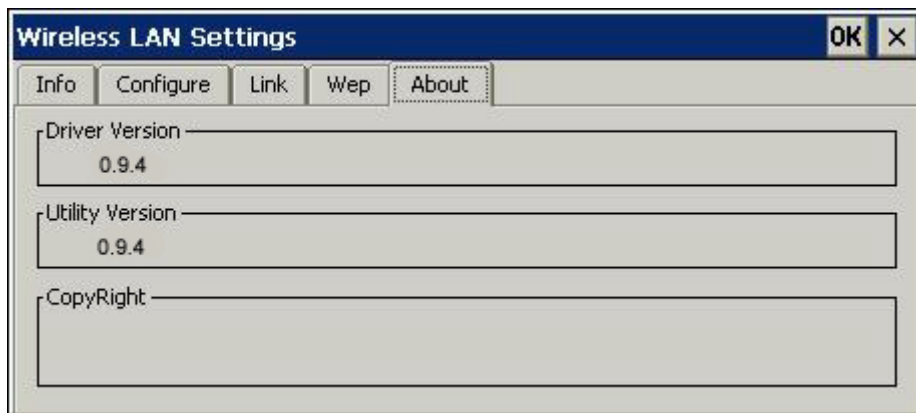 Wireless LAN Settings OK ×
Info Configure Link Wep About
Driver Version
0.9.4
Utility Version
0.9.4
CopyRight